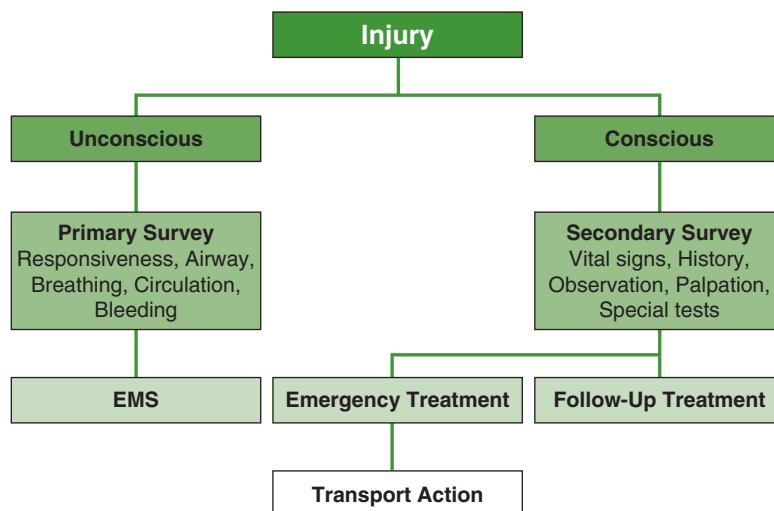 Injury
Unconscious
Conscious
Primary Survey
Responsiveness, Airway,
Breathing, Circulation,
Bleeding
Secondary Survey
Vital signs, History,
Observation, Palpation,
Special tests
EMS
Emergency Treatment
Follow-Up Treatment
Transport Action